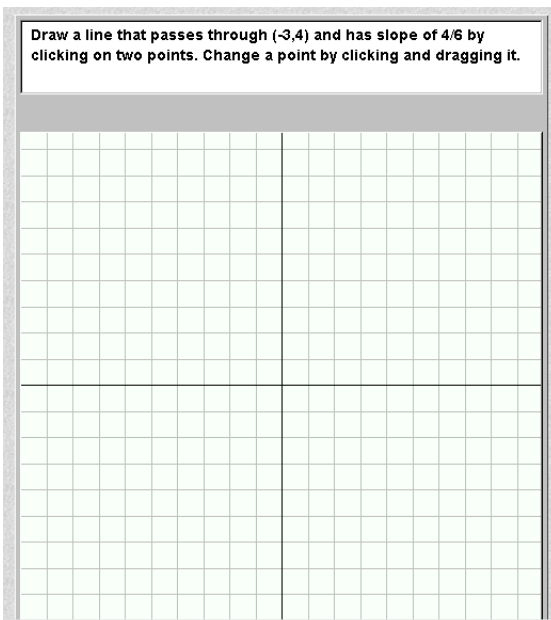 Draw a line that passes through (-3,4) and has slope of 4/6 by
clicking on two points. Change a point by clicking and dragging it.